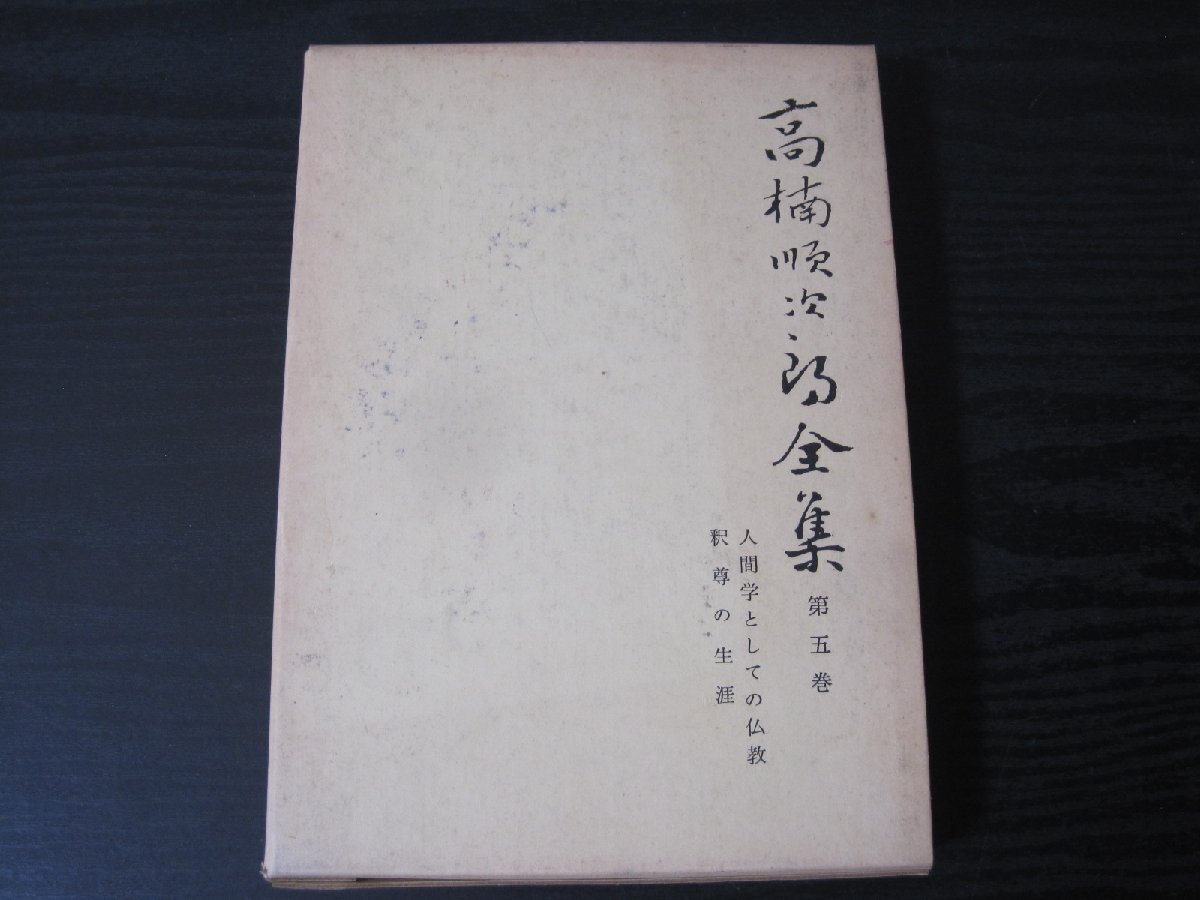 高楠順次郎全集 第五巻
人間学としての仏教
釈尊の生涯